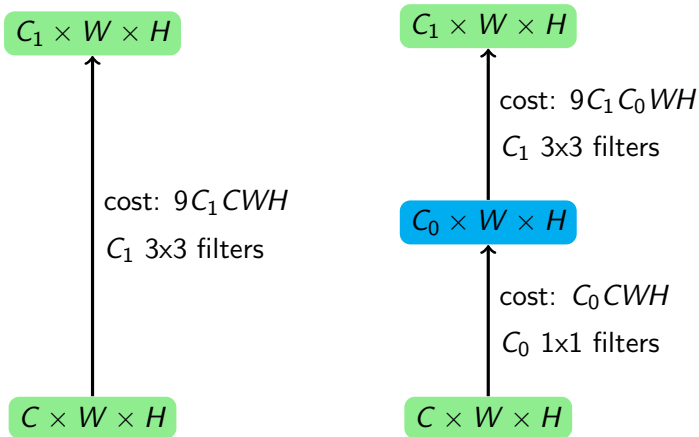 C₁ × W × H
cost: 9C₁CWH
C₁ 3x3 filters
C × W × H
C₁ × W × H
cost: 9C₁C₀WH
C₁ 3x3 filters
C₀ × W × H
cost: C₀CWH
C₀ 1x1 filters
C × W × H